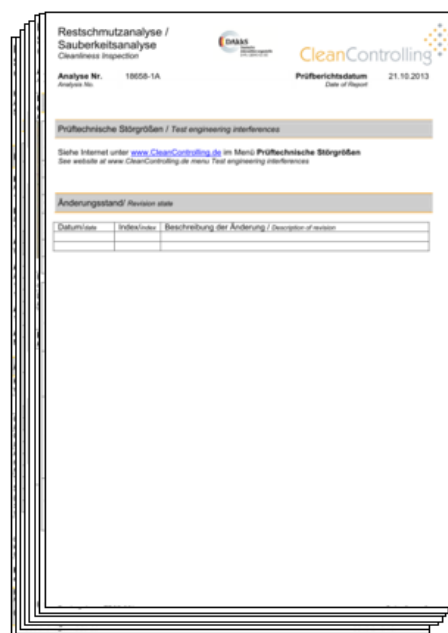 Restschmutzanalyse /
Sauberkeitsanalyse
Cleanliness Inspection
DAkkS
CleanControlling
Analyse Nr. 18658-1A Prüfberichtsdatum 21.10.2013
Analysis No. Date of Report
Prüftechnische Störgrößen / Test engineering interferences
Siehe Internet unter www.CleanControlling.de im Menü Prüftechnische Störgrößen
See website at www.CleanControlling.de menu Test engineering interferences
Änderungsstand/ Revision state
Datum/date Index/index Beschreibung der Änderung / Description of revision